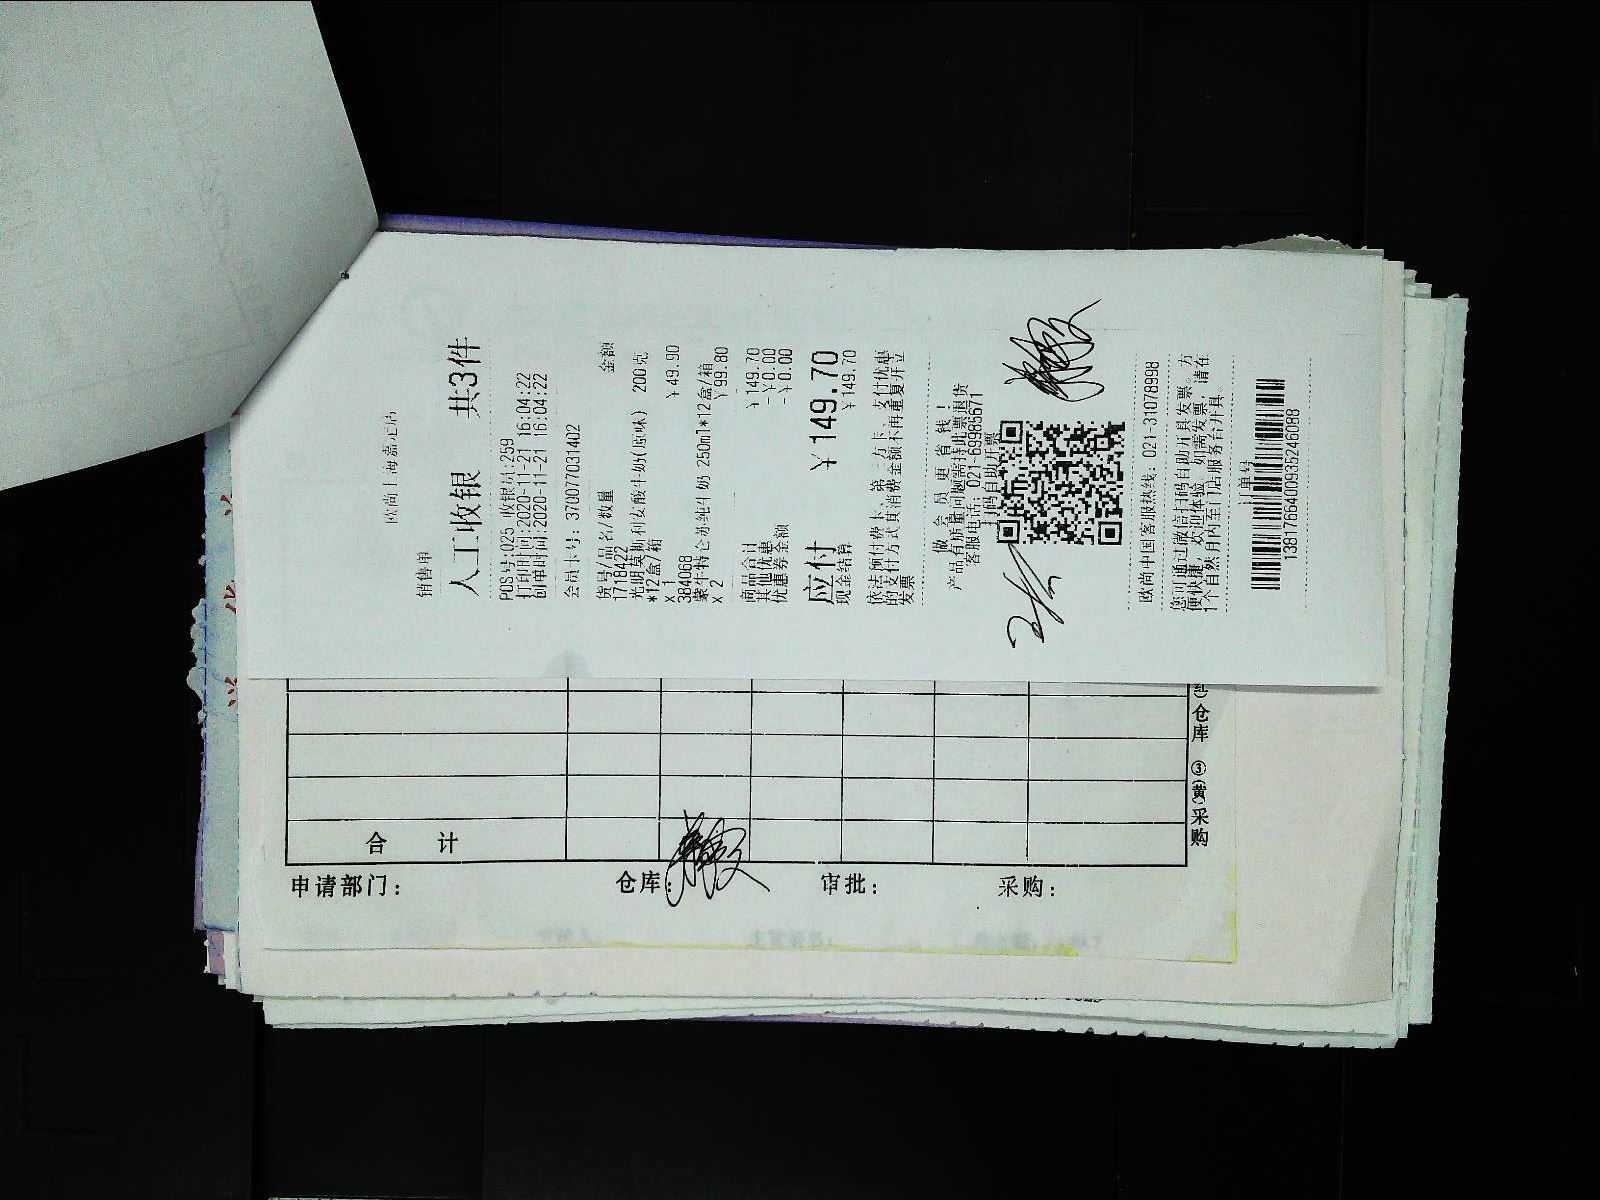 欧尚上海嘉定店
销售单
人工收银 共3件
POS号:025 收银员:259
打印时间:2020-11-21 16:04:22
创单时间:2020-11-21 16:04:22
会员卡卡号: 370077031402
货号/品名/数量 金额
1718422
光明莫斯利安酸牛奶(原味) 200克
*12盒/箱
x 1 ￥49.90
384068
蒙牛特仑苏纯牛奶 250ml*12盒/箱
x 2 ￥99.80
商品合计 ￥149.70
其他优惠 -￥0.00
优惠券金额 -￥0.00
应付 ￥149.70
现金结算 ￥149.70
依法预付费卡、第三方卡、支付优惠
的支付方式其消费金额不再重复开立
发票
做会员更省钱！
产品有质量问题需持此票退货
客服电话: 021-69985671
扫码自助开票
欧尚中国客服热线: 021-31078998
您可通过微信扫码自助开具发票。方
便快捷，欢迎体验。如需发票，请在
1个自然月内至门店服务台开具。
订单号
1381766400935246088
仓库 ③(黄)采购
合 计
申请部门： 仓库： 审批： 采购：